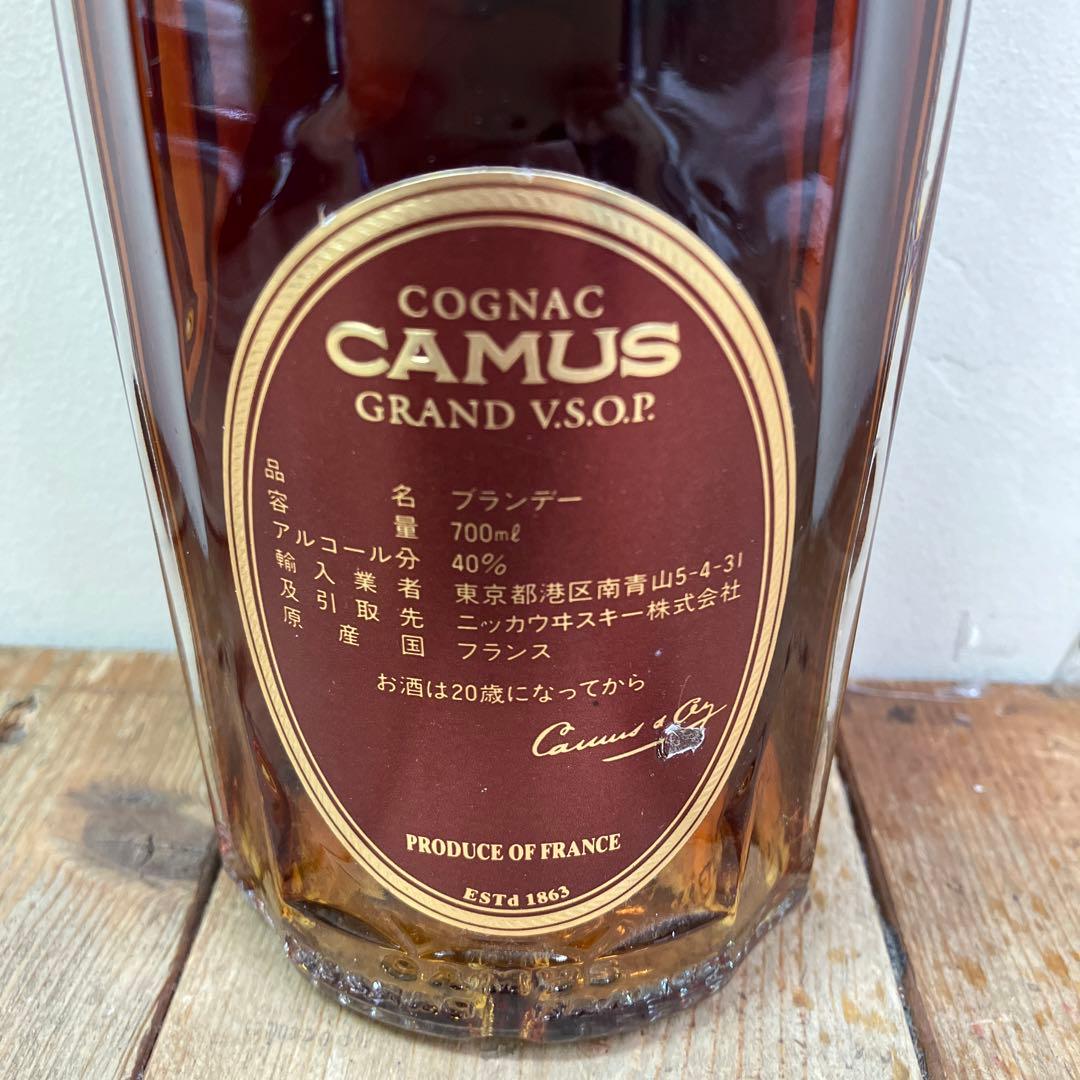 COGNAC
CAMUS
GRAND V.S.O.P.
品名 ブランデー
容量 700mℓ
アルコール分 40%
輸入業者 東京都港区南青山5-4-31
及引取先 ニッカウヰスキー株式会社
原産国 フランス
お酒は20歳になってから
Camus & Cy
PRODUCE OF FRANCE
ESTd 1863